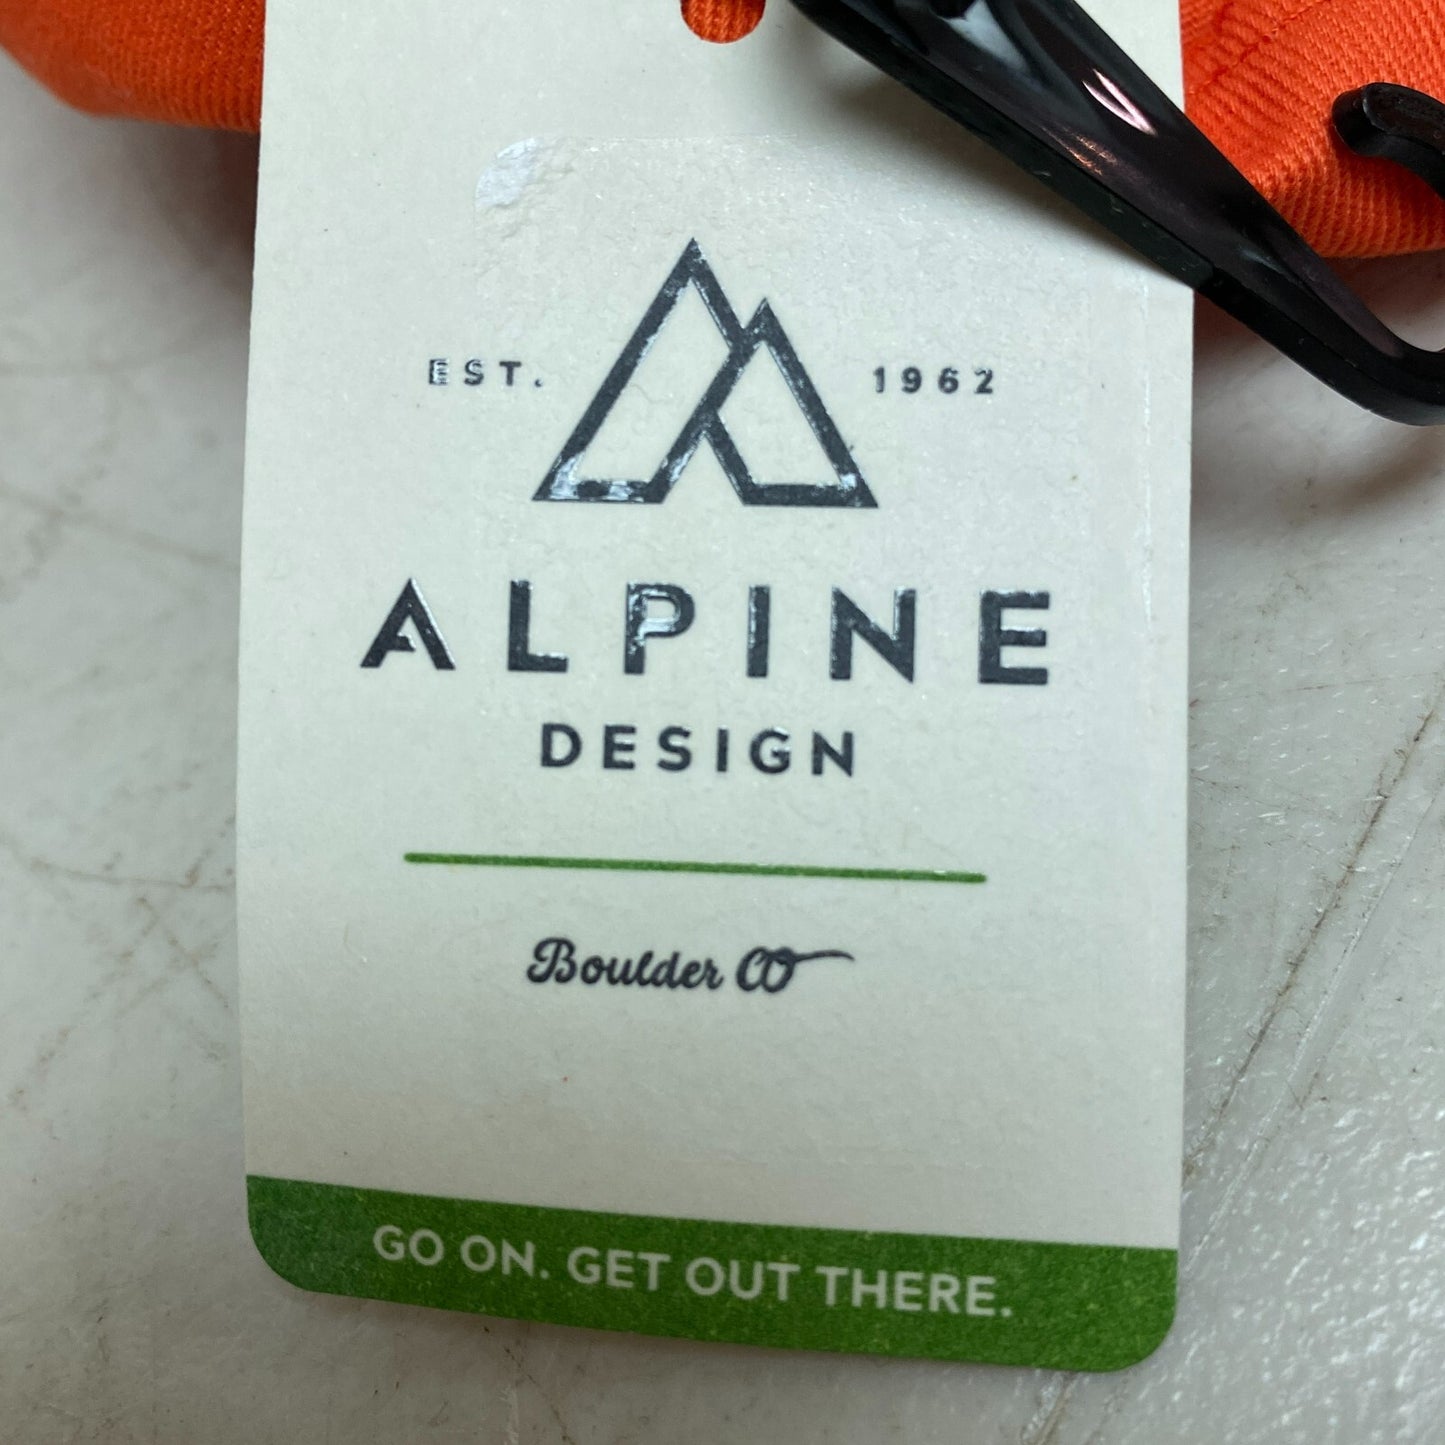 EST. 1962
ALPINE
DESIGN
Boulder CO
GO ON. GET OUT THERE.